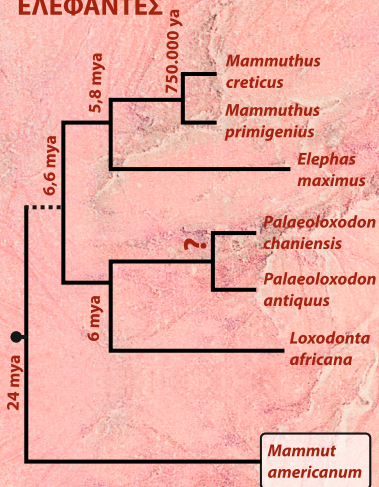 ΕΛΕΦΑΝΤΕΣ
750.000 ya
Mammuthus
creticus
5,8 mya
Mammuthus
primigenius
Elephas
maximus
6,6 mya
Palaeoloxodon
chaniensis
?
Palaeoloxodon
antiquus
6 mya
Loxodonta
africana
24 mya
Mammut
americanum